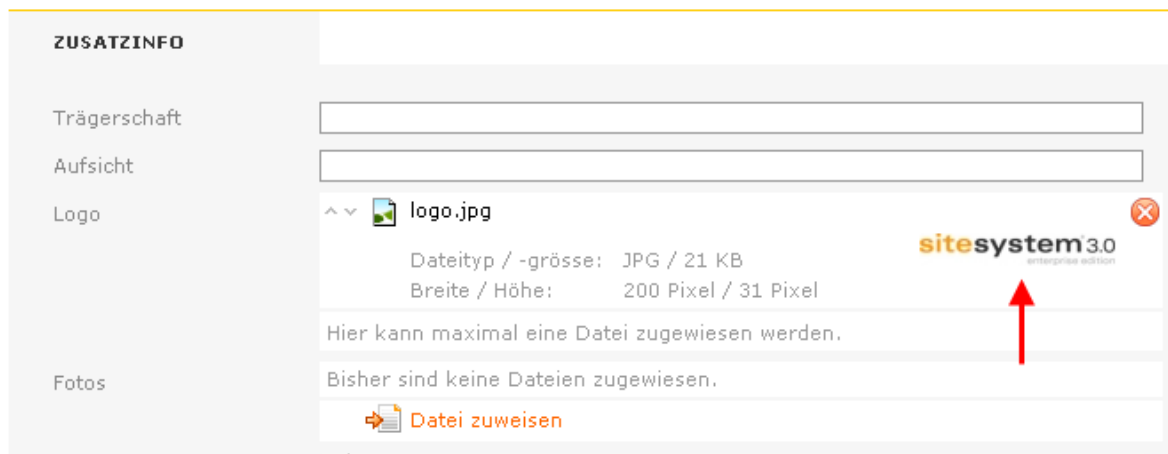 ZUSATZINFO
Trägerschaft
Aufsicht
Logo
logo.jpg
sitesystem 3.0
enterprise edition
Dateityp / -grösse: JPG / 21 KB
Breite / Höhe: 200 Pixel / 31 Pixel
Hier kann maximal eine Datei zugewiesen werden.
Fotos
Bisher sind keine Dateien zugewiesen.
Datei zuweisen